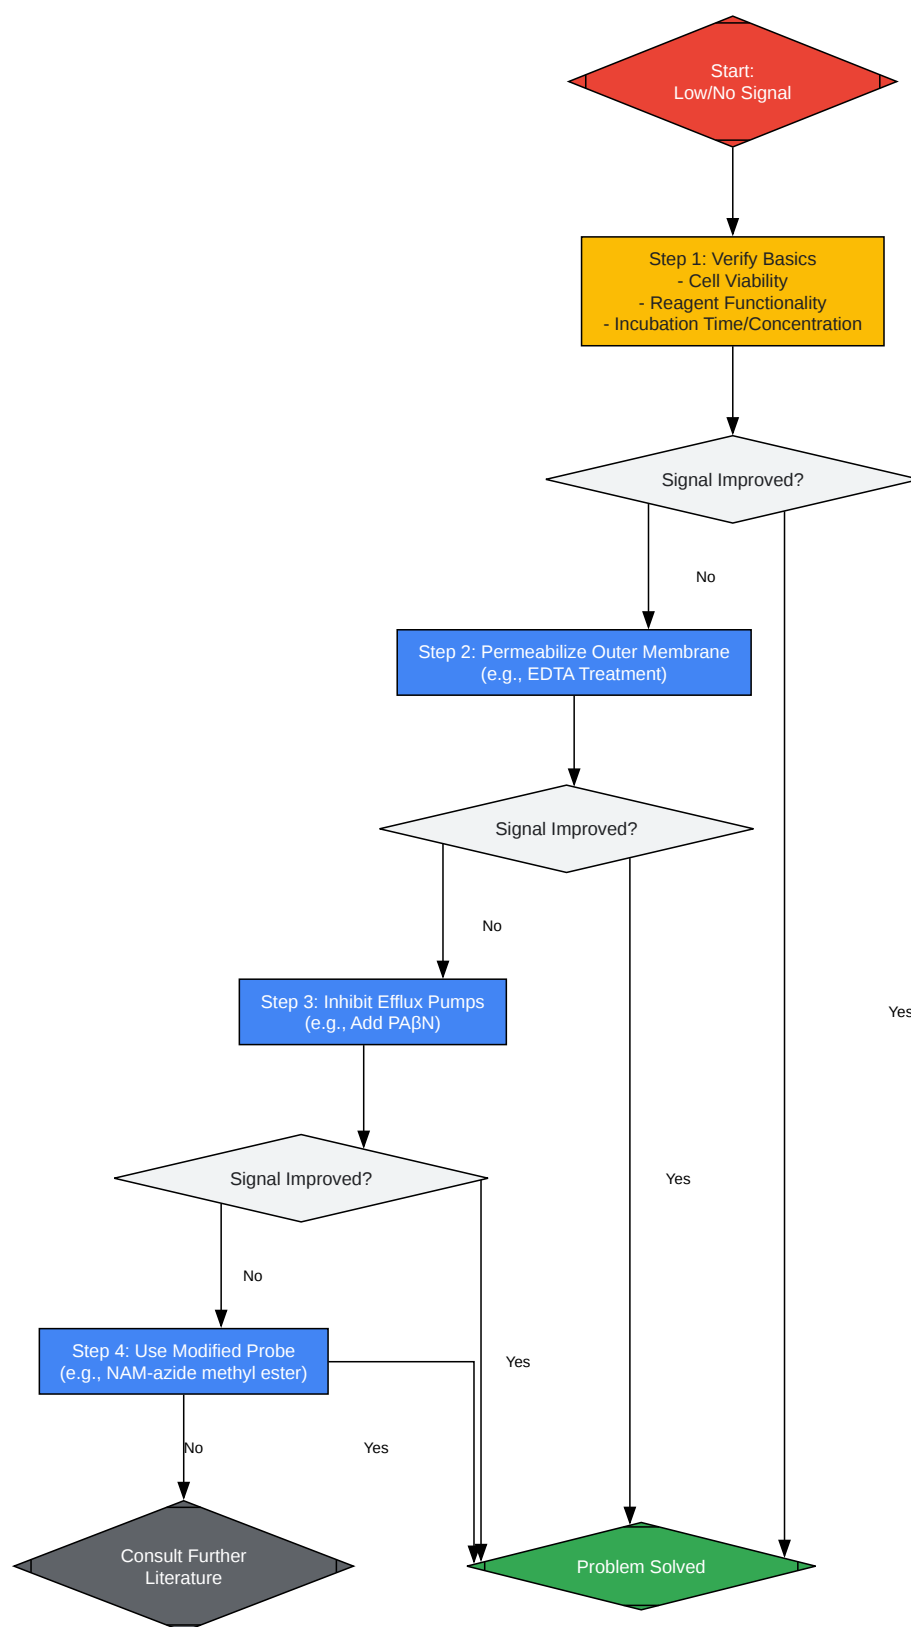 Start:
Low/No Signal
Step 1: Verify Basics
- Cell Viability
- Reagent Functionality
- Incubation Time/Concentration
Signal Improved?
No
Step 2: Permeabilize Outer Membrane
(e.g., EDTA Treatment)
Signal Improved?
No
Step 3: Inhibit Efflux Pumps
(e.g., Add PAβN)
Yes
Signal Improved?
Yes
No
Step 4: Use Modified Probe
(e.g., NAM-azide methyl ester)
Yes
No
Yes
Consult Further
Literature
Problem Solved